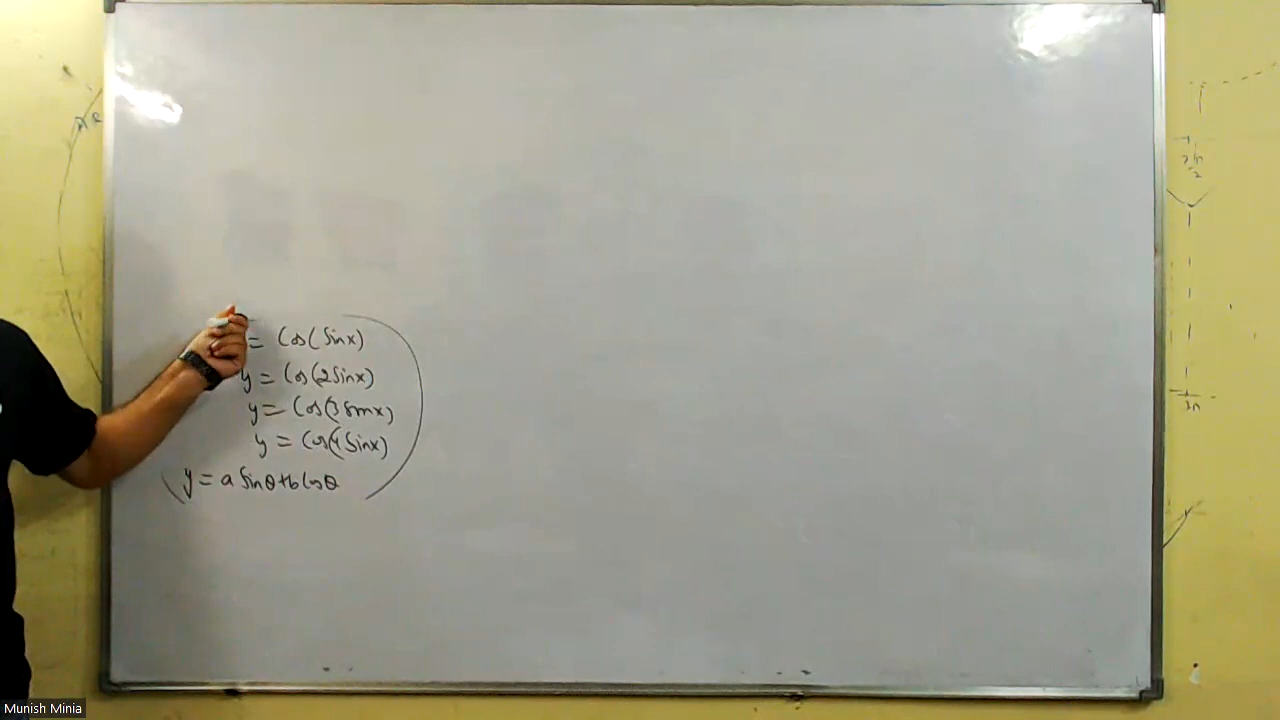 = Cos(Sinx)
y = Cos(2Sinx)
y = Cos(3Sinx)
y = Cos(4Sinx)
y = a Sinθ+b Cosθ
Munish Minia